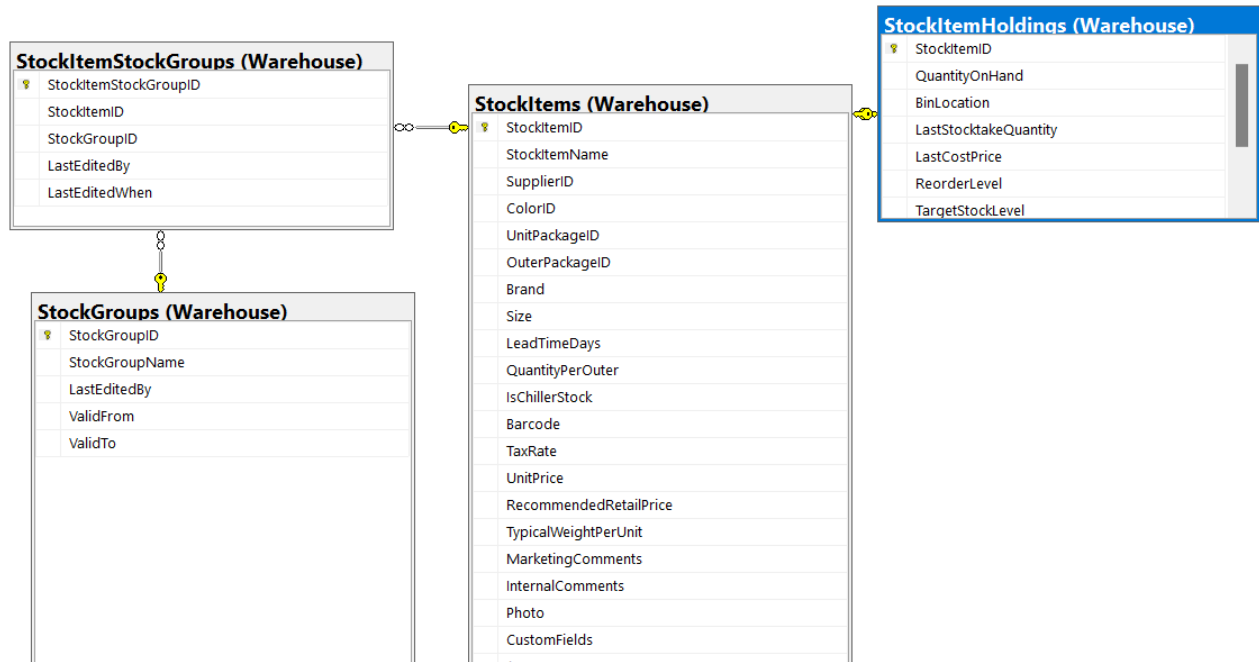 StockItemStockGroups (Warehouse)
StockItemStockGroupID
StockItemID
StockGroupID
LastEditedBy
LastEditedWhen
StockGroups (Warehouse)
StockGroupID
StockGroupName
LastEditedBy
ValidFrom
ValidTo
StockItems (Warehouse)
StockItemID
StockItemName
SupplierID
ColorID
UnitPackageID
OuterPackageID
Brand
Size
LeadTimeDays
QuantityPerOuter
IsChillerStock
Barcode
TaxRate
UnitPrice
RecommendedRetailPrice
TypicalWeightPerUnit
MarketingComments
InternalComments
Photo
CustomFields
StockItemHoldings (Warehouse)
StockItemID
QuantityOnHand
BinLocation
LastStocktakeQuantity
LastCostPrice
ReorderLevel
TargetStockLevel